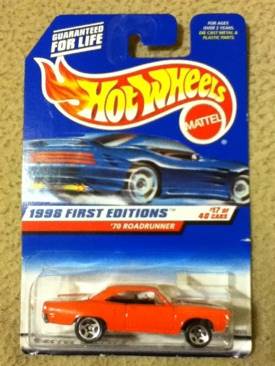 GUARANTEED
FOR LIFE
FOR AGES
OVER 3 YEARS.
DIE CAST METAL &
PLASTIC PARTS.
HOT WHEELS
MATTEL
1998 FIRST EDITIONS™
#17 OF
40 CARS
'70 ROADRUNNER